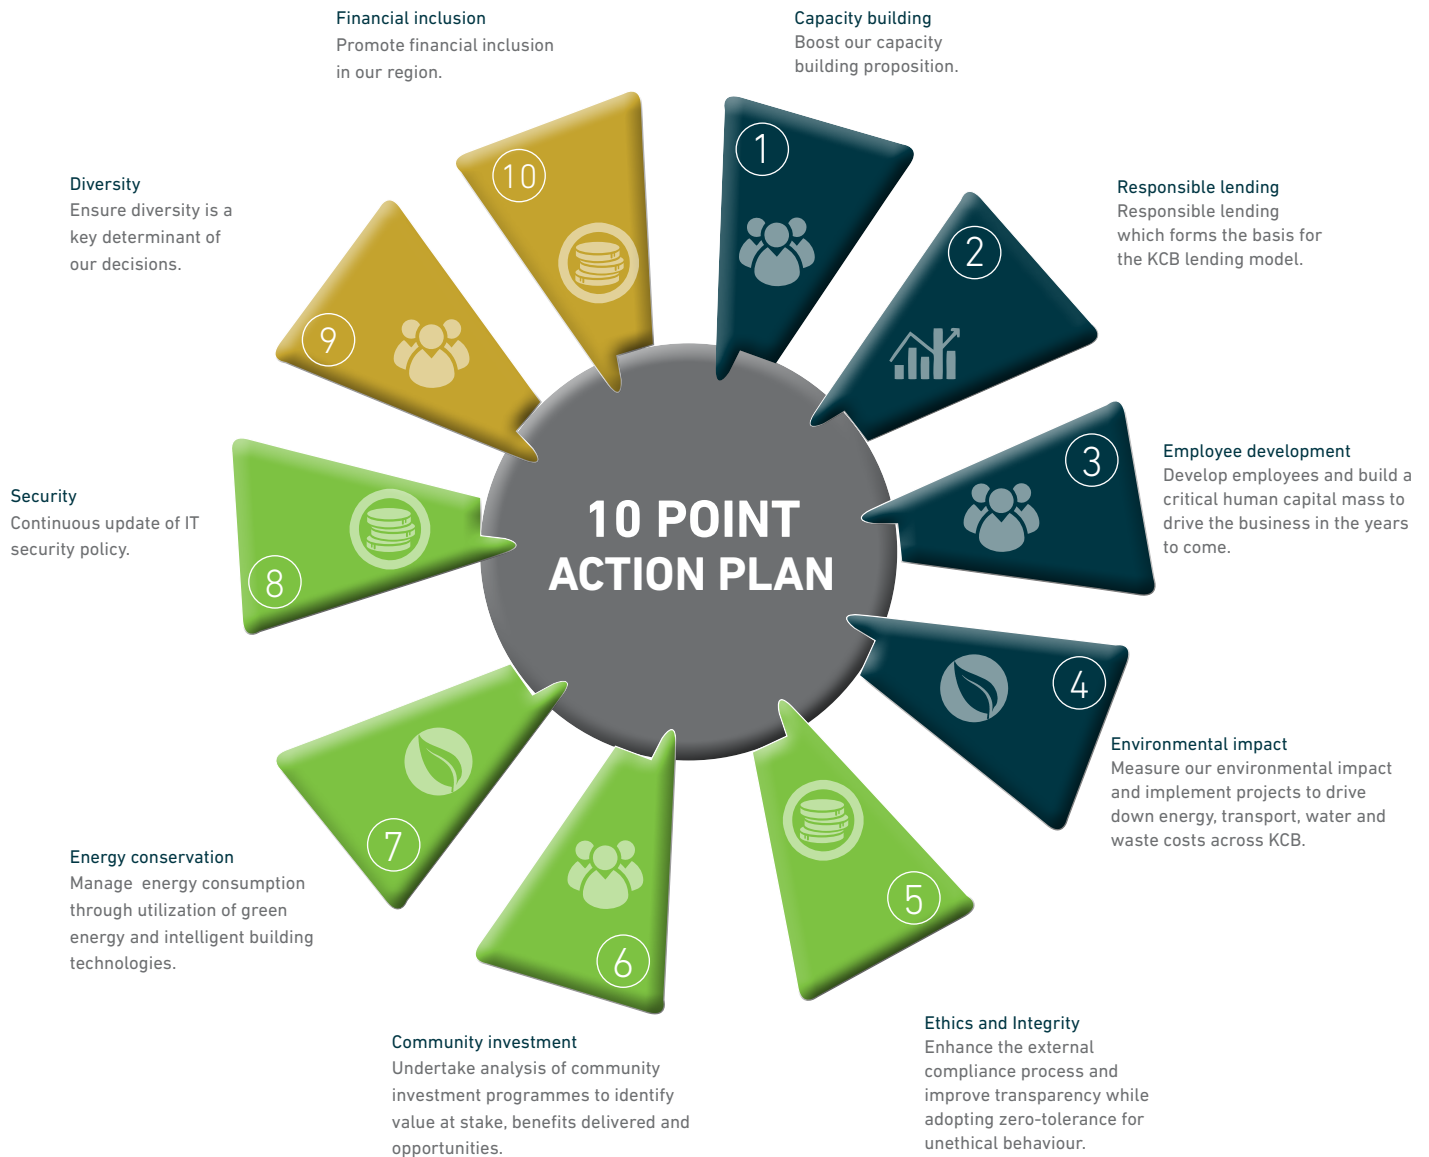 10 POINT
ACTION PLAN
1
Capacity building
Boost our capacity
building proposition.
2
Responsible lending
Responsible lending
which forms the basis for
the KCB lending model.
3
Employee development
Develop employees and build a
critical human capital mass to
drive the business in the years
to come.
4
Environmental impact
Measure our environmental impact
and implement projects to drive
down energy, transport, water and
waste costs across KCB.
5
Ethics and Integrity
Enhance the external
compliance process and
improve transparency while
adopting zero-tolerance for
unethical behaviour.
6
Community investment
Undertake analysis of community
investment programmes to identify
value at stake, benefits delivered and
opportunities.
7
Energy conservation
Manage energy consumption
through utilization of green
energy and intelligent building
technologies.
8
Security
Continuous update of IT
security policy.
9
Diversity
Ensure diversity is a
key determinant of
our decisions.
10
Financial inclusion
Promote financial inclusion
in our region.